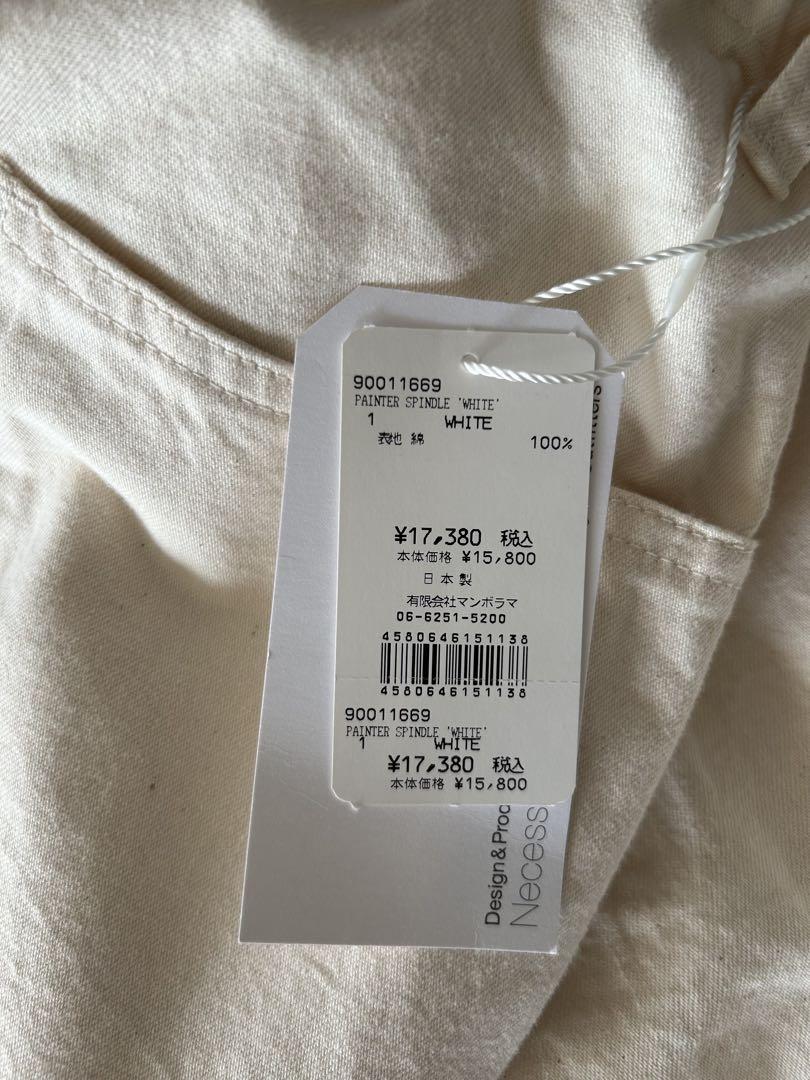 90011669
PAINTER SPINDLE 'WHITE'
1 WHITE
表地 綿 100%
¥17,380 税込
本体価格 ¥15,800
日本製
有限会社マンボラマ
06-6251-5200
4580646151138
4580646151138
90011669
PAINTER SPINDLE 'WHITE'
1 WHITE
¥17,380 税込
本体価格 ¥15,800
Design & Proc
Necess